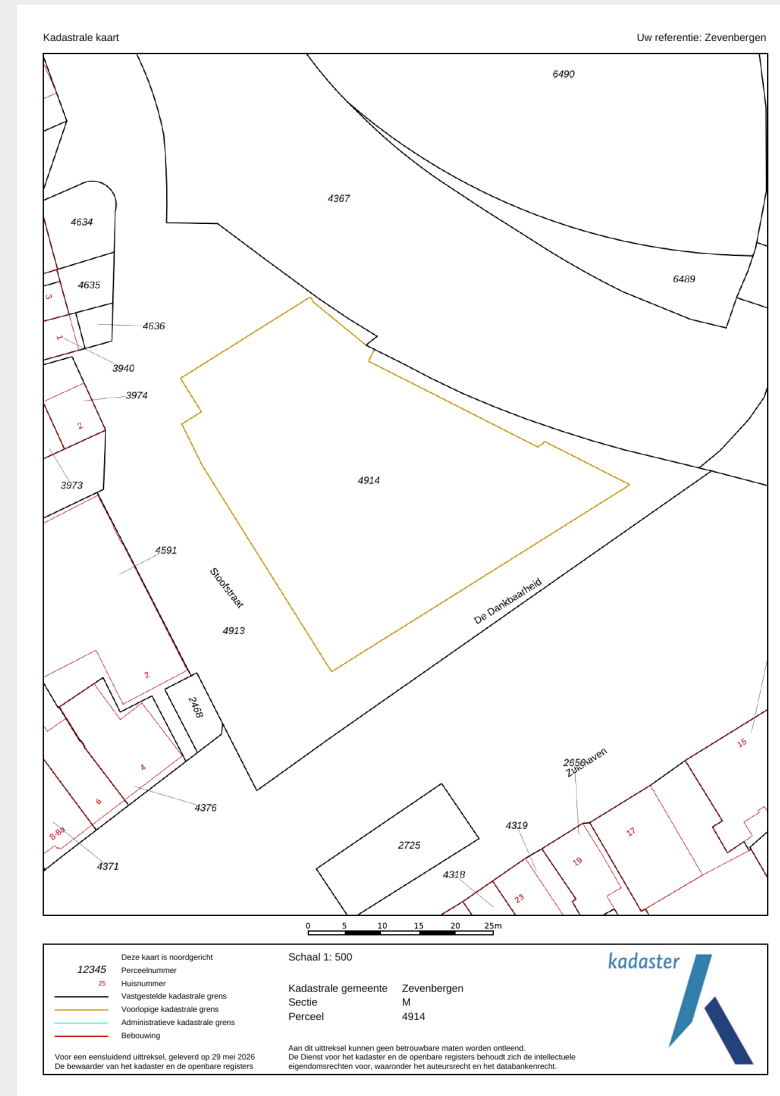 Kadastrale kaart
Uw referentie: Zevenbergen
6490
4367
4634
6489
4635
3
4636
1
3940
3974
2
4914
3973
4591
Stoofstraat
De Dankbaarheid
4913
2
2468
15
2656
Zuidhaven
4
6
4376
8-8a
4319
17
2725
19
4371
4318
23
0 5 10 15 20 25m
Deze kaart is noordgericht
12345 Perceelnummer
25 Huisnummer
Vastgestelde kadastrale grens
Voorlopige kadastrale grens
Administratieve kadastrale grens
Bebouwing
Voor een eensluidend uittreksel, geleverd op 29 mei 2026
De bewaarder van het kadaster en de openbare registers
Schaal 1: 500
Kadastrale gemeente Zevenbergen
Sectie M
Perceel 4914
Aan dit uittreksel kunnen geen betrouwbare maten worden ontleend.
De Dienst voor het kadaster en de openbare registers behoudt zich de intellectuele
eigendomsrechten voor, waaronder het auteursrecht en het databankenrecht.
kadaster